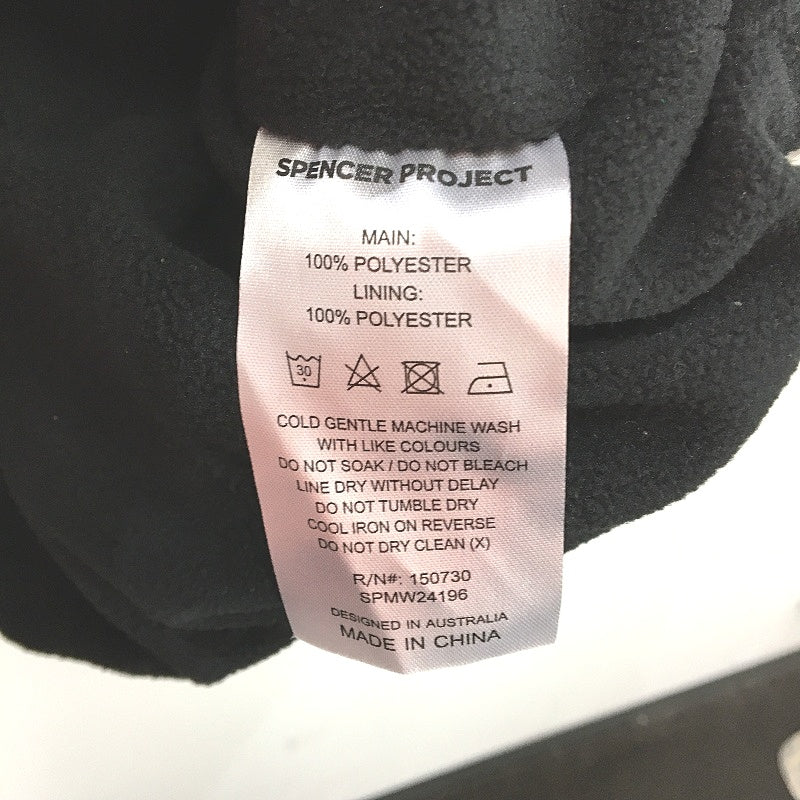 SPENCER PROJECT
MAIN:
100% POLYESTER
LINING:
100% POLYESTER
30
COLD GENTLE MACHINE WASH
WITH LIKE COLOURS
DO NOT SOAK / DO NOT BLEACH
LINE DRY WITHOUT DELAY
DO NOT TUMBLE DRY
COOL IRON ON REVERSE
DO NOT DRY CLEAN (X)
R/N#: 150730
SPMW24196
DESIGNED IN AUSTRALIA
MADE IN CHINA